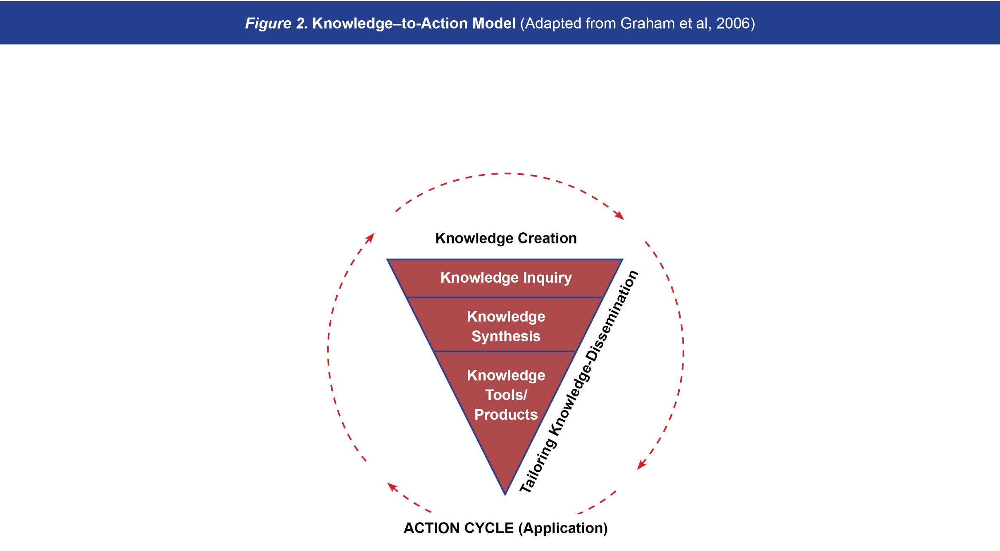 Figure 2. Knowledge–to-Action Model (Adapted from Graham et al, 2006)
Knowledge Creation
Knowledge Inquiry
Knowledge
Synthesis
Knowledge
Tools/
Products
Tailoring Knowledge-Dissemination
ACTION CYCLE (Application)